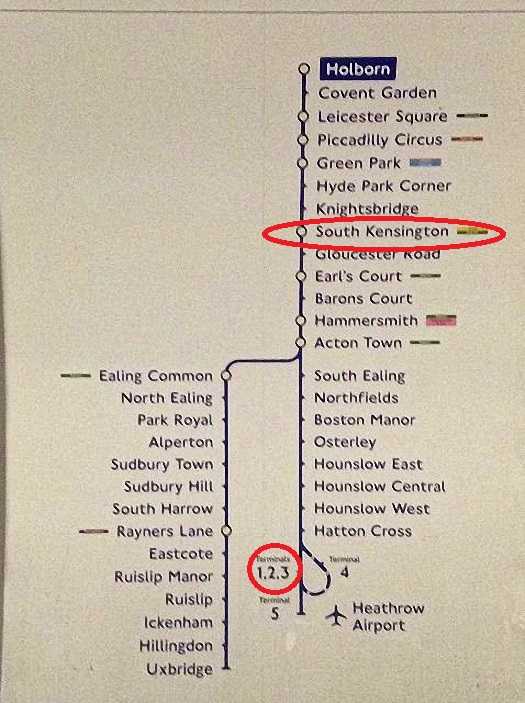 Holborn
Covent Garden
Leicester Square
Piccadilly Circus
Green Park
Hyde Park Corner
Knightsbridge
South Kensington
Gloucester Road
Earl's Court
Barons Court
Hammersmith
Acton Town
Ealing Common
North Ealing
Park Royal
Alperton
Sudbury Town
Sudbury Hill
South Harrow
Rayners Lane
Eastcote
Ruislip Manor
Ruislip
Ickenham
Hillingdon
Uxbridge
South Ealing
Northfields
Boston Manor
Osterley
Hounslow East
Hounslow Central
Hounslow West
Hatton Cross
Terminals
1,2,3
Terminal
4
Terminal
5
Heathrow
Airport